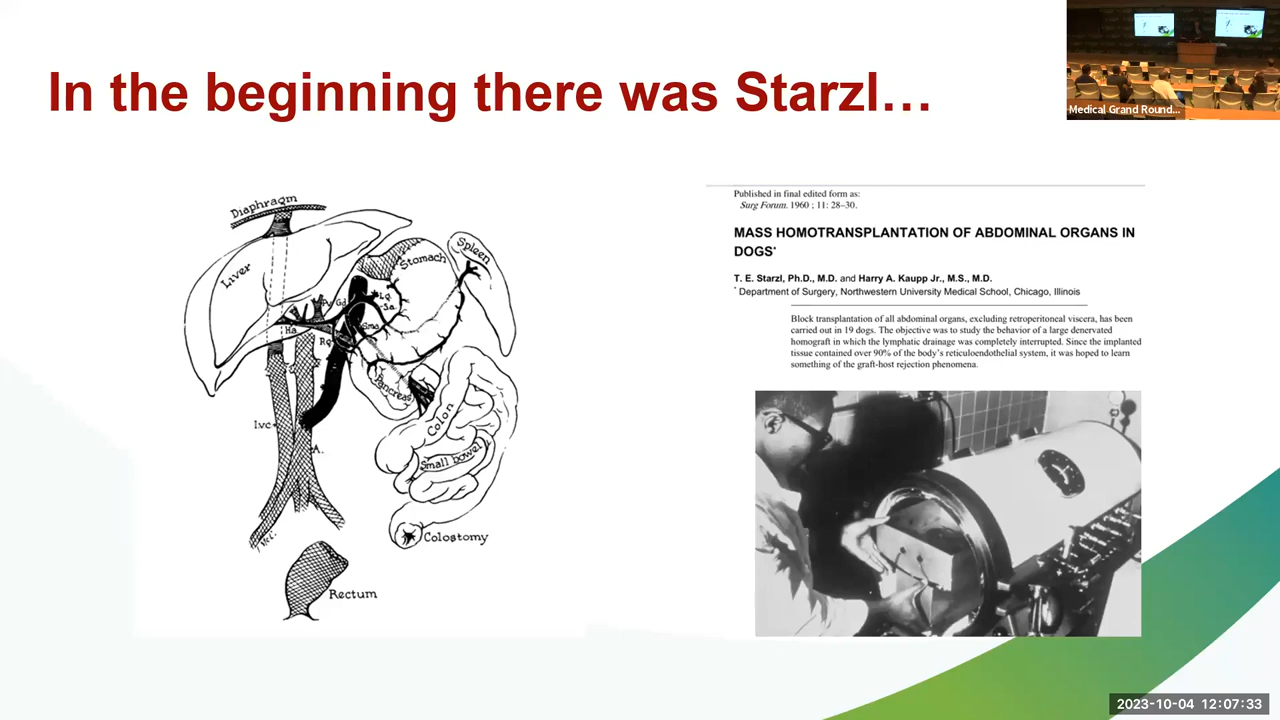 In the beginning there was Starzl…
Medical Grand Round...
Diaphragm
Liver
Stomach
Spleen
Lg.
Gd
Sa.
Ha
Sma
Rg
Pancreas
Colon
Small bowel
I.v.c.
A.
Colostomy
Rectum
Published in final edited form as:
Surg Forum. 1960 ; 11: 28–30.
MASS HOMOTRANSPLANTATION OF ABDOMINAL ORGANS IN
DOGS*
T. E. Starzl, Ph.D., M.D. and Harry A. Kaupp Jr., M.S., M.D.
* Department of Surgery, Northwestern University Medical School, Chicago, Illinois
Block transplantation of all abdominal organs, excluding retroperitoneal viscera, has been
carried out in 19 dogs. The objective was to study the behavior of a large denervated
homograft in which the lymphatic drainage was completely interrupted. Since the implanted
tissue contained over 90% of the body's reticuloendothelial system, it was hoped to learn
something of the graft-host rejection phenomena.
2023-10-04 12:07:33